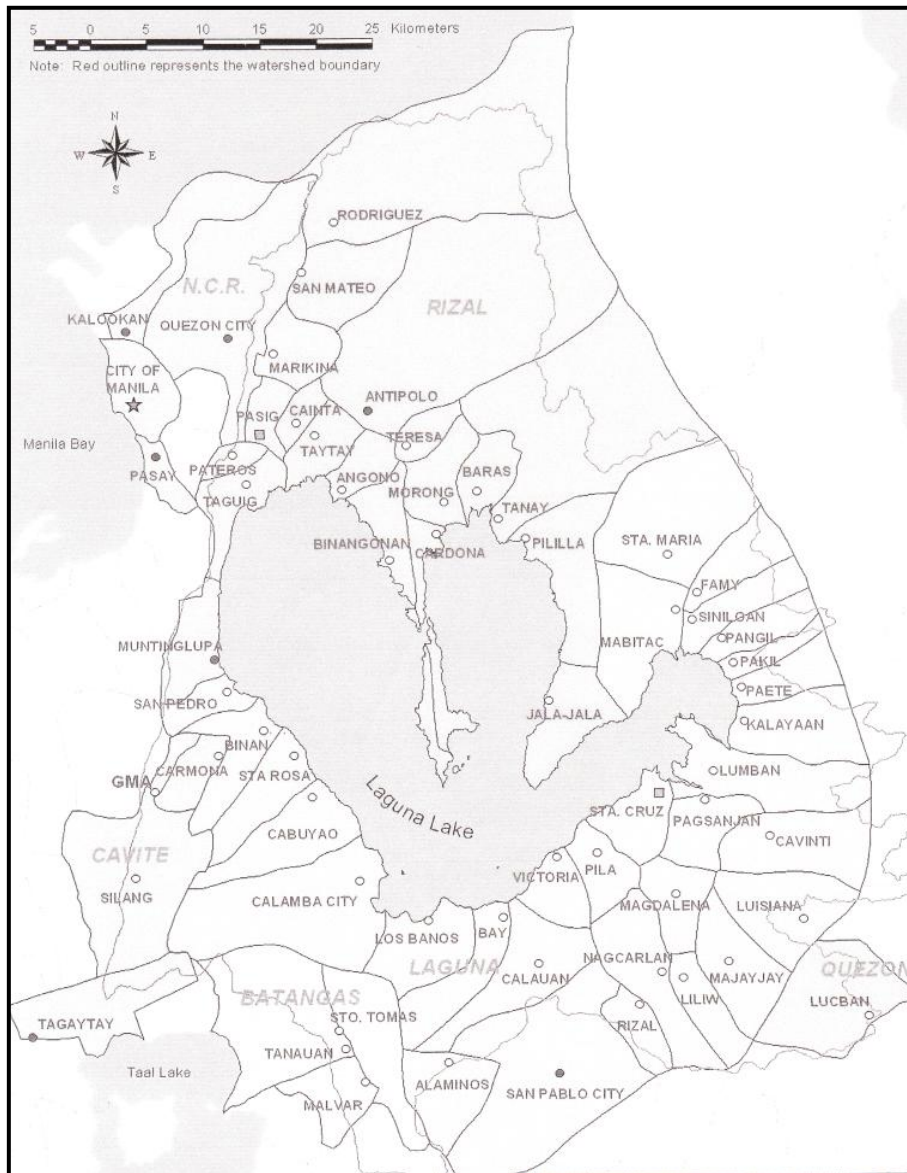 5 0 5 10 15 20 25 Kilometers
Note: Red outline represents the watershed boundary
N
W E
S
RODRIGUEZ
N.C.R.
SAN MATEO
RIZAL
KALOOKAN
QUEZON CITY
MARIKINA
CITY OF
MANILA
ANTIPOLO
PASIG
CAINTA
Manila Bay
TERESA
TAYTAY
PASAY
PATEROS
BARAS
ANGONO
MORONG
TAGUIG
TANAY
BINANGONAN
CARDONA
PILILLA
STA. MARIA
FAMY
SINILOAN
MUNTINGLUPA
MABITAC
PANGIL
PAKIL
SAN PEDRO
PAETE
JALA-JALA
KALAYAAN
BINAN
CARMONA
STA ROSA
OLUMBAN
GMA
Laguna Lake
STA. CRUZ
PAGSANJAN
CABUYAO
CAVINTI
CAVITE
VICTORIA
PILA
SILANG
CALAMBA CITY
MAGDALENA
LUISIANA
LOS BANOS
BAY
NAGCARLAN
LAGUNA
CALAUAN
MAJAYJAY
QUEZON
LILIW
BATANGAS
LUCBAN
STO. TOMAS
RIZAL
TAGAYTAY
TANAUAN
Taal Lake
ALAMINOS
SAN PABLO CITY
MALVAR